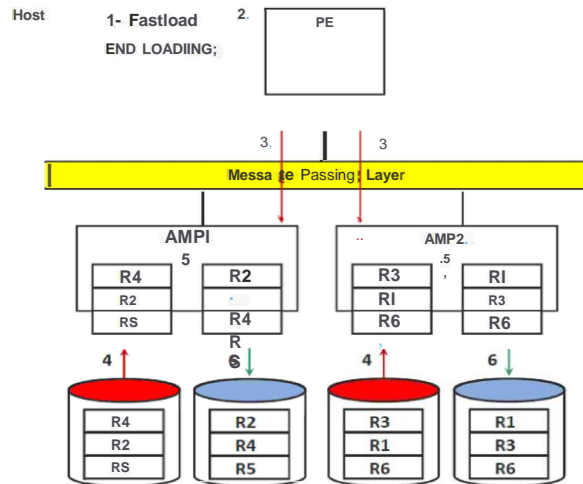 Host
1- Fastload
END LOADIING;
2.
PE
3.
3
Message Passing Layer
AMPI
5
R4
R2
RS
R2
R4
R
S
AMP2.
.5
,
R3
RI
R6
RI
R3
R6
4
6
4
6
R4
R2
RS
R2
R4
R5
R3
R1
R6
R1
R3
R6